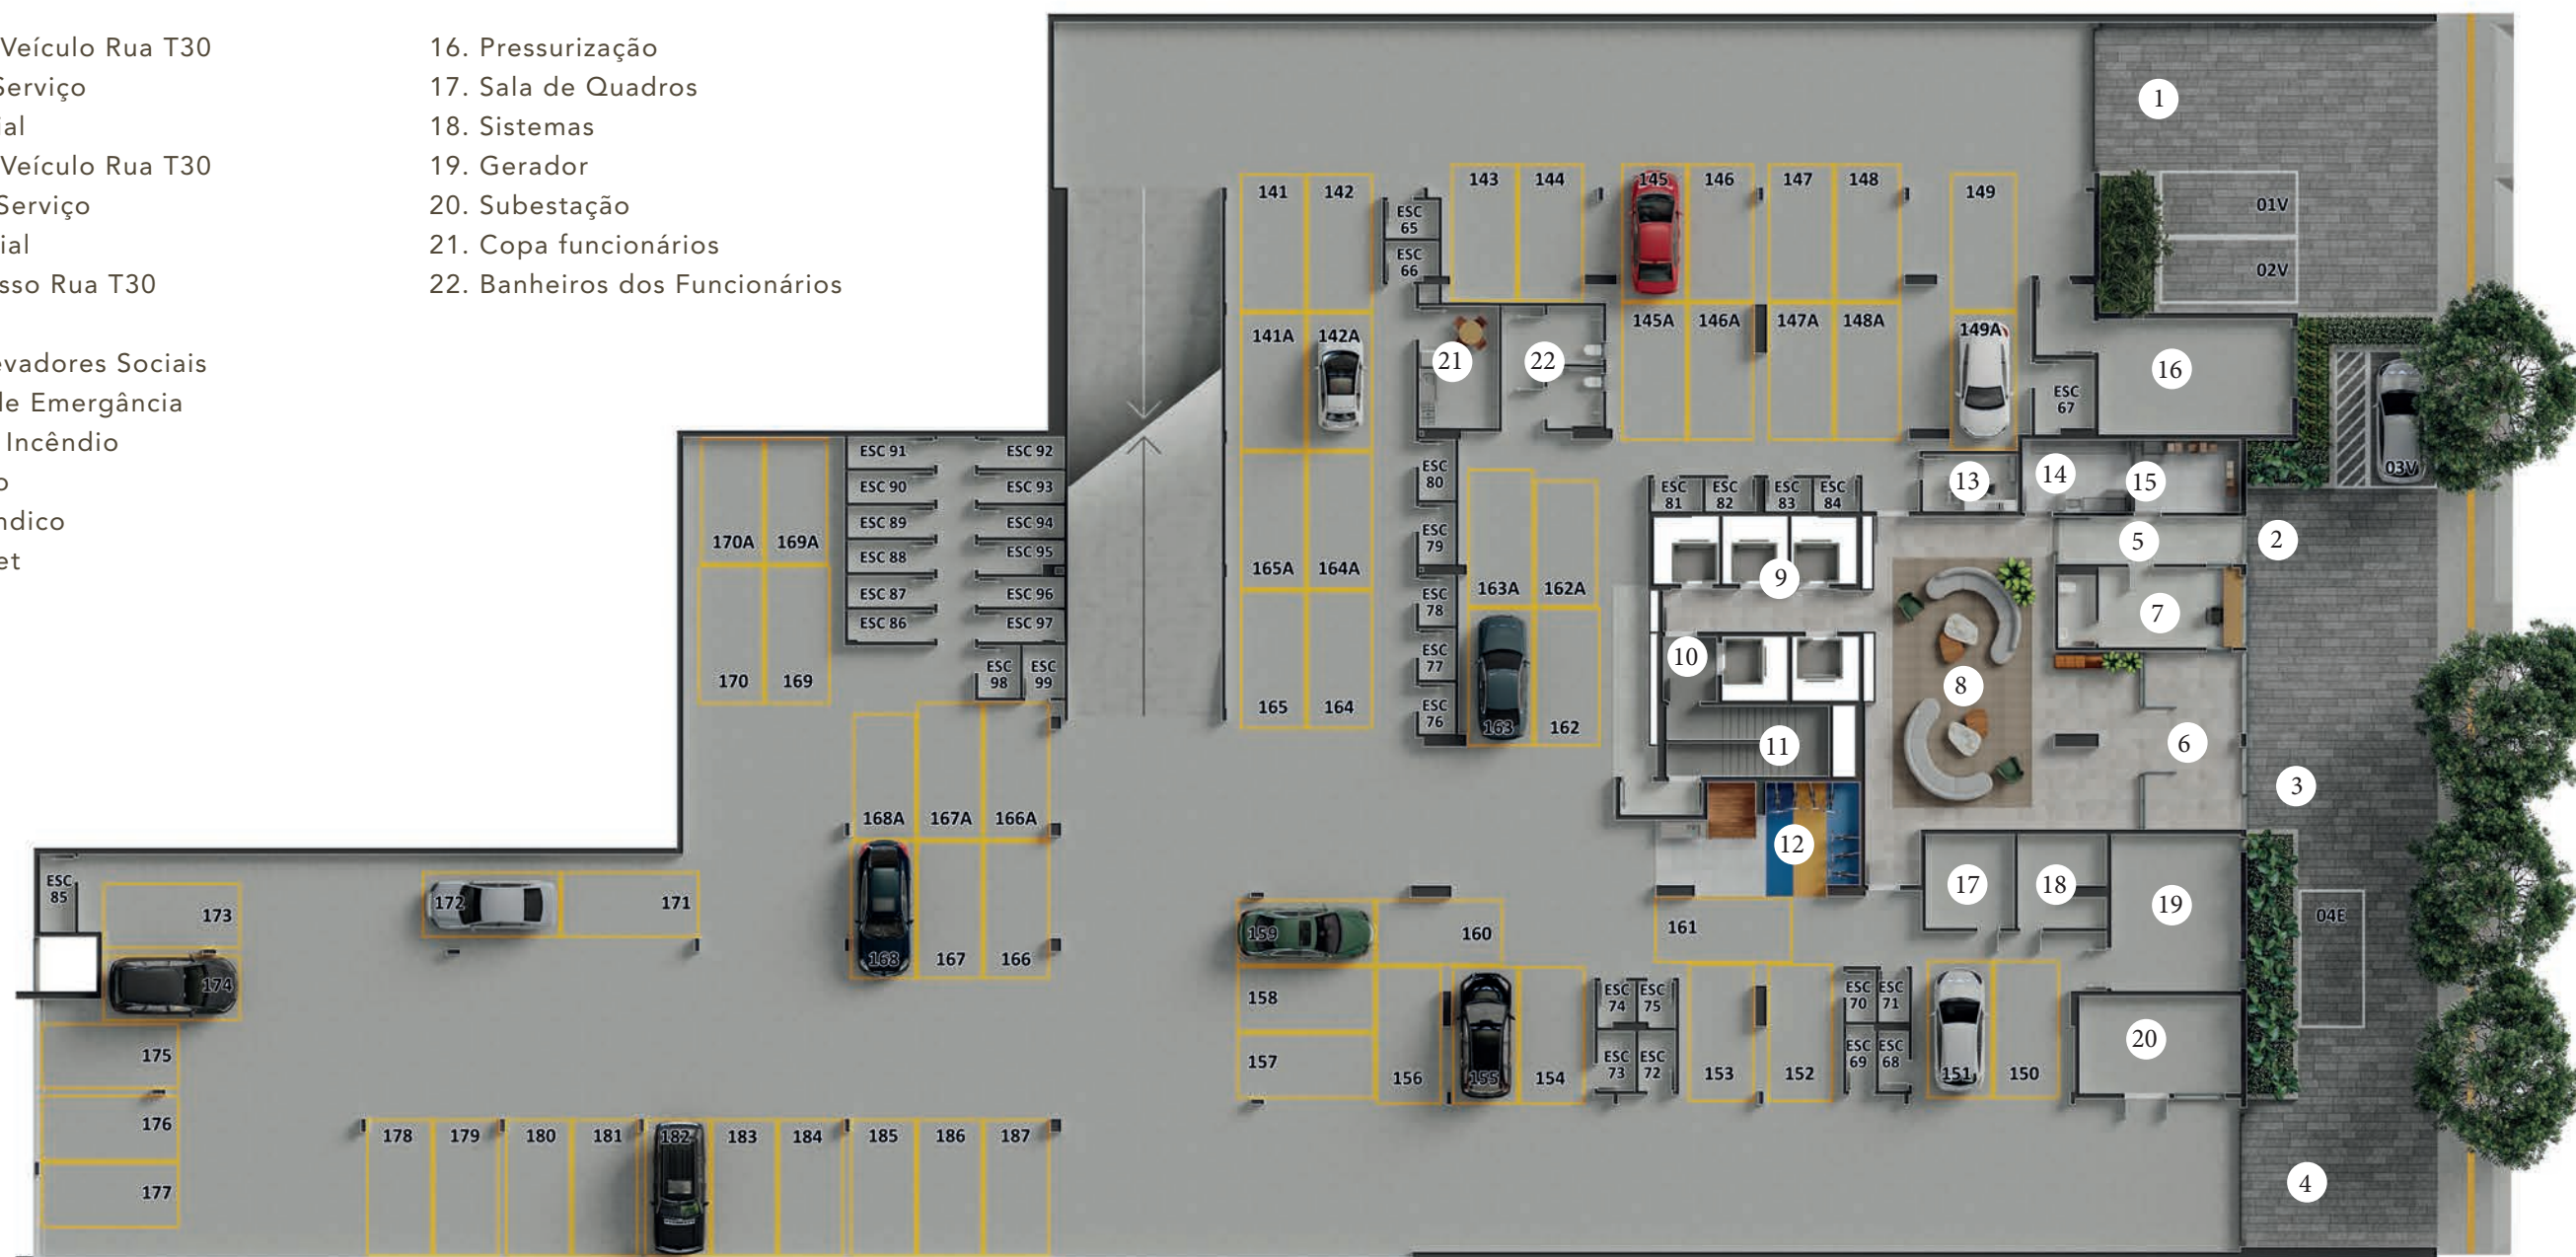 Veículo Rua T30
Serviço
ial
Veículo Rua T30
Serviço
ial
sso Rua T30
vadores Sociais
de Emergância
Incêndio
o
ndico
et
16. Pressurização
17. Sala de Quadros
18. Sistemas
19. Gerador
20. Subestação
21. Copa funcionários
22. Banheiros dos Funcionários
1
141 142
143 144
145 146
147 148
149
01V
02V
ESC
65
ESC
66
141A 142A
21
22
145A 146A
147A 148A
149A
16
ESC
67
03V
ESC 91
ESC 90
ESC 89
ESC 88
ESC 87
ESC 86
ESC 92
ESC 93
ESC 94
ESC 95
ESC 96
ESC 97
ESC
98
ESC
99
170A 169A
170 169
165A 164A
165 164
ESC
80
ESC
79
ESC
78
ESC
77
ESC
76
163A 162A
163 162
ESC
81
ESC
82
ESC
83
ESC
84
13
14
15
5
2
9
7
10
8
11
6
3
12
168A 167A 166A
168 167 166
ESC
85
173
172 171
174
175
176
177
159 160
161
17
18
19
04E
158
157
156 155 154
ESC
74
ESC
75
ESC
73
ESC
72
153 152
ESC
70
ESC
71
ESC
69
ESC
68
151 150
20
178 179 180 181 182 183 184 185 186 187
4